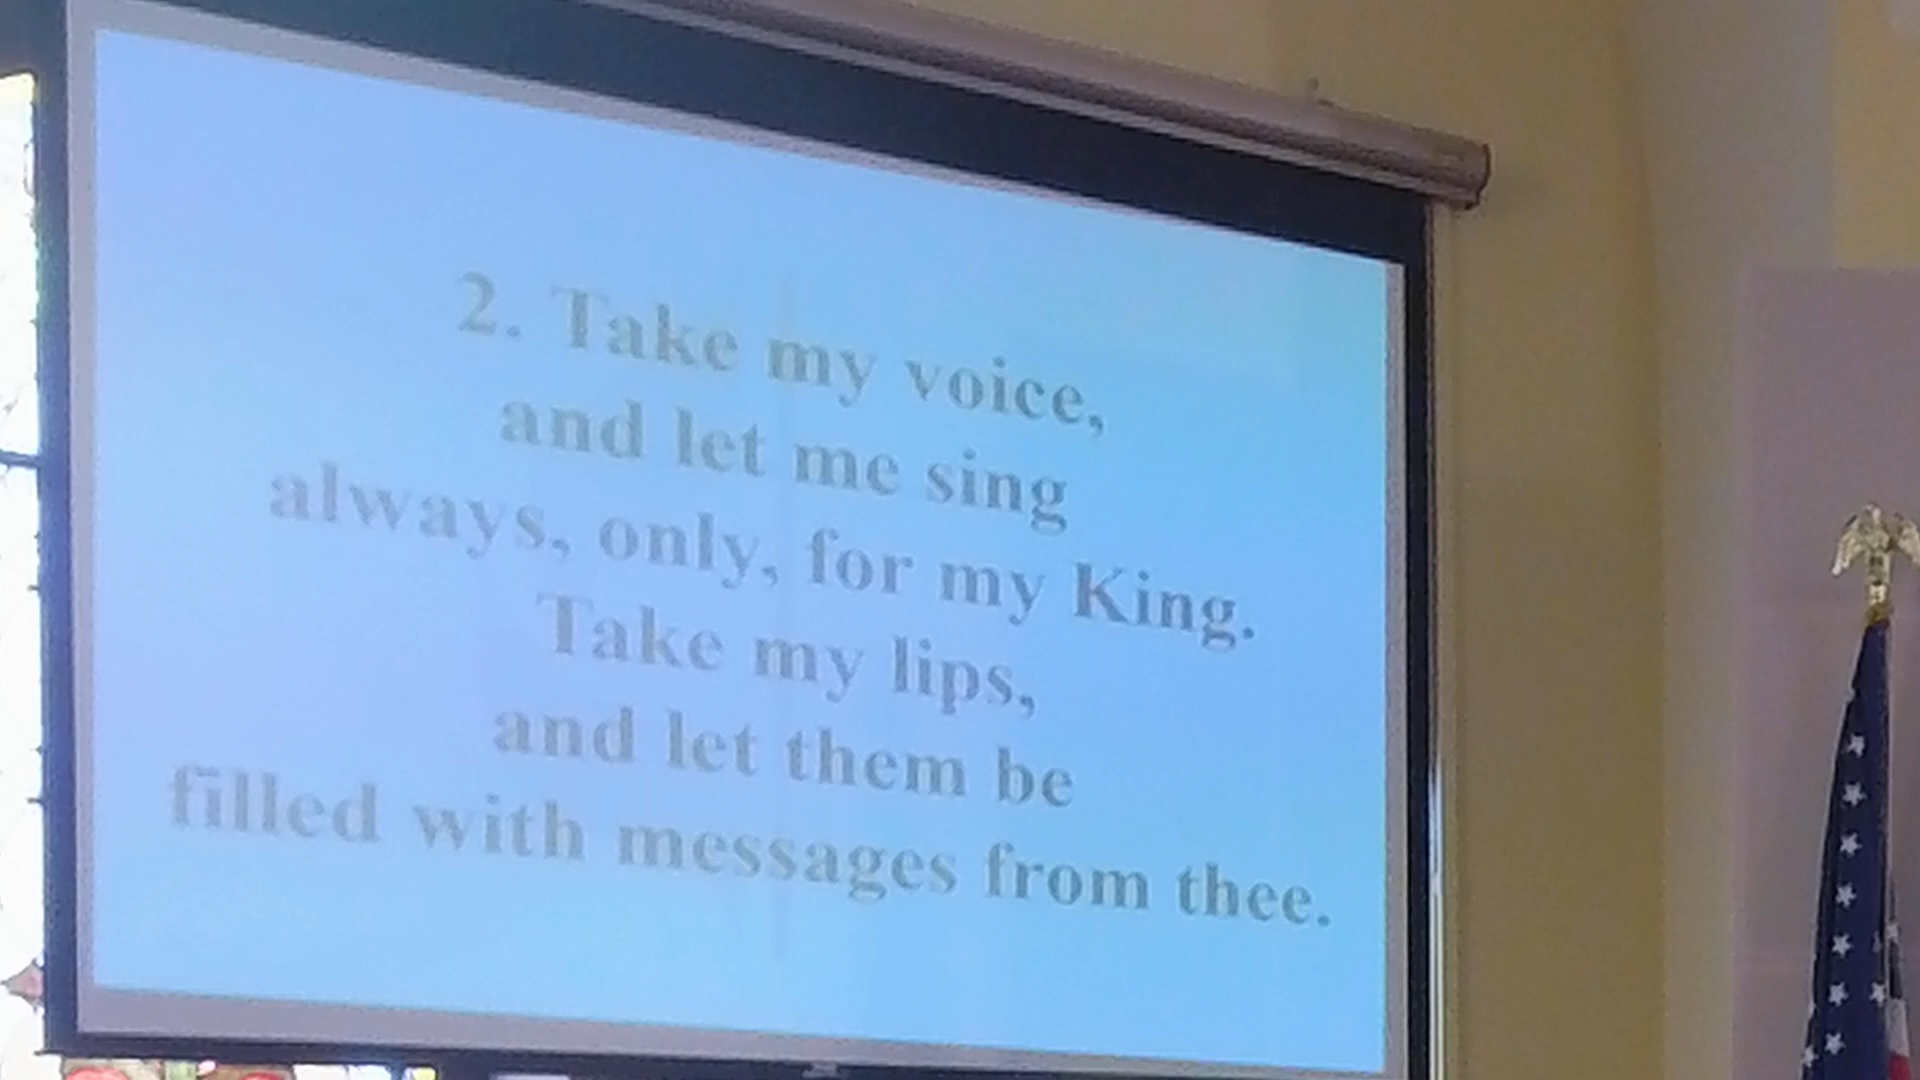 2. Take my voice,
and let me sing
always, only, for my King.
Take my lips,
and let them be
filled with messages from thee.